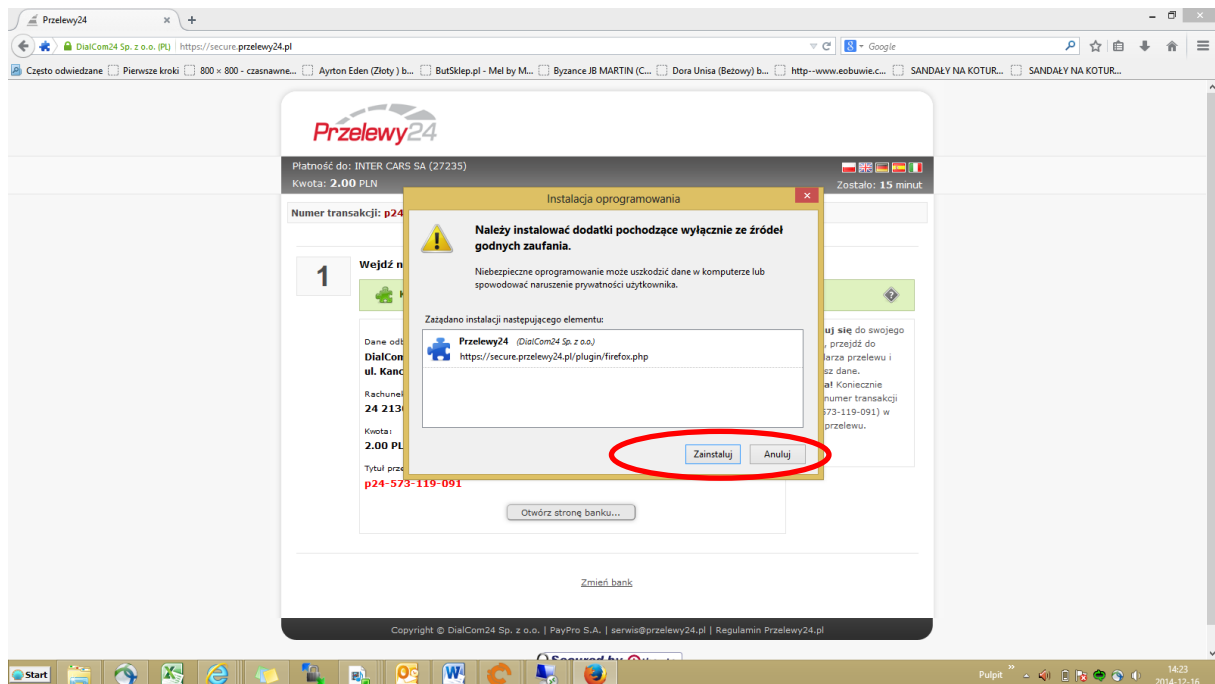 Przelewy24
DialCom24 Sp. z o.o. (PL) https://secure.przelewy24.pl
Google
Często odwiedzane Pierwsze kroki 800 × 800 - czasnawne... Ayrton Eden (Złoty ) b... ButSklep.pl - Mel by M... Byzance JB MARTIN (C... Dora Unisa (Beżowy) b... http--www.eobuwie.c... SANDAŁY NA KOTUR... SANDAŁY NA KOTUR...
Przelewy24
Płatność do: INTER CARS SA (27235)
Kwota: 2.00 PLN
Zostało: 15 minut
Numer transakcji: p24
Instalacja oprogramowania
Należy instalować dodatki pochodzące wyłącznie ze źródeł
godnych zaufania.
Niebezpieczne oprogramowanie może uszkodzić dane w komputerze lub
spowodować naruszenie prywatności użytkownika.
Zażądano instalacji następującego elementu:
Przelewy24 (DialCom24 Sp. z o.o.)
https://secure.przelewy24.pl/plugin/firefox.php
Zainstaluj Anuluj
1
Wejdź n
Dane odb
DialCom
ul. Kanc
Rachunek
24 2130
Kwota:
2.00 PL
Tytuł prze
p24-573-119-091
uj się do swojego
, przejdź do
larza przelewu i
sz dane.
a! Koniecznie
numer transakcji
573-119-091) w
przelewu.
Otwórz stronę banku...
Zmień bank
Copyright © DialCom24 Sp. z o.o. | PayPro S.A. | serwis@przelewy24.pl | Regulamin Przelewy24.pl
Secured by
Start
Pulpit
14:23
2014-12-16